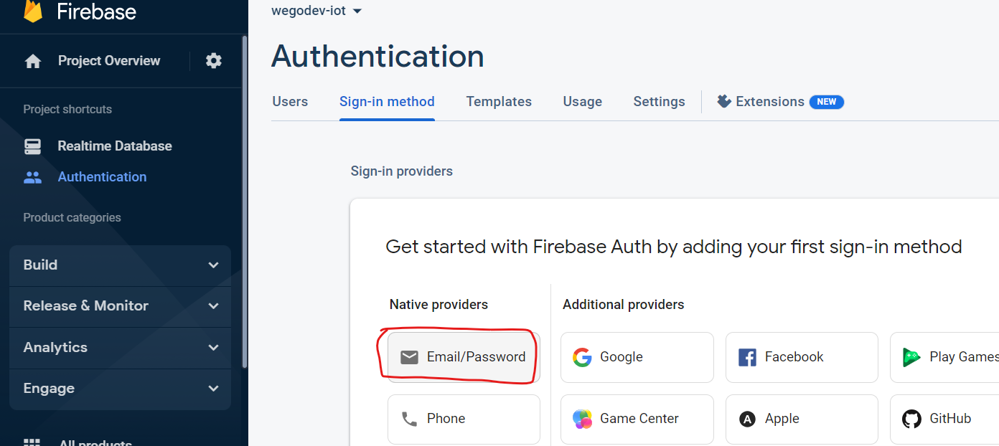 Firebase
Project Overview
Project shortcuts
Realtime Database
Authentication
Product categories
Build
Release & Monitor
Analytics
Engage
All products
wegodev-iot
Authentication
Users Sign-in method Templates Usage Settings Extensions NEW
Sign-in providers
Get started with Firebase Auth by adding your first sign-in method
Native providers Additional providers
Email/Password Google Facebook Play Games
Phone Game Center Apple GitHub